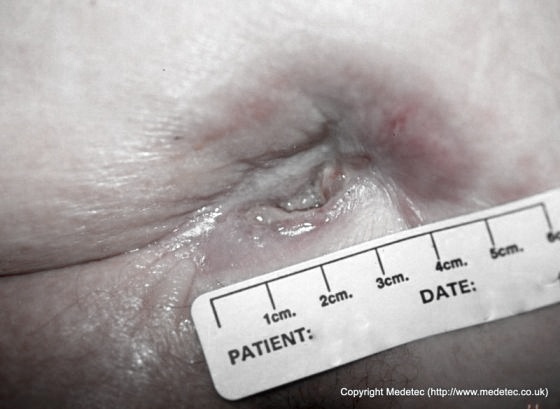 1cm. 2cm. 3cm. 4cm. 5cm.
PATIENT: DATE:
Copyright Medetec (http://www.medetec.co.uk)